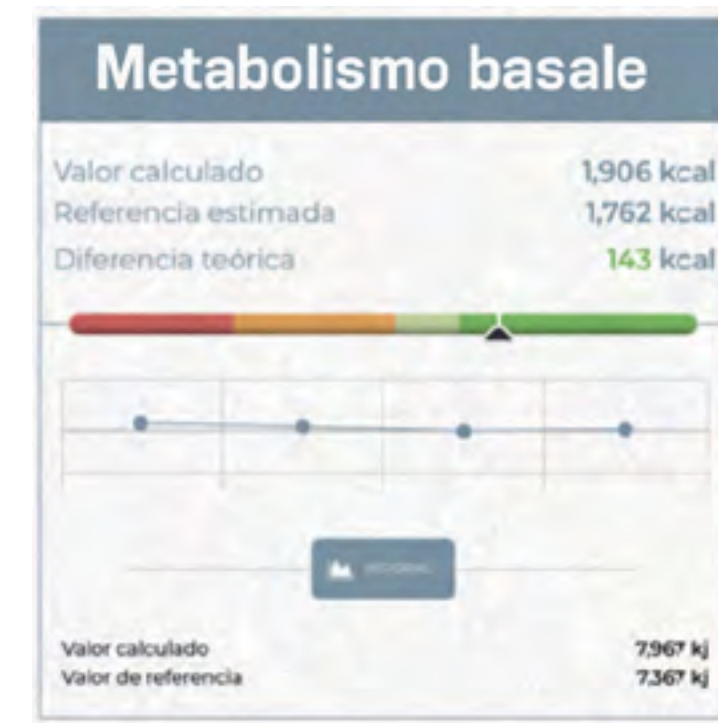 Metabolismo basale
Valor calculado 1,906 kcal
Referencia estimada 1,762 kcal
Diferencia teórica 143 kcal
Valor calculado 7,967 kj
Valor de referencia 7.367 kj